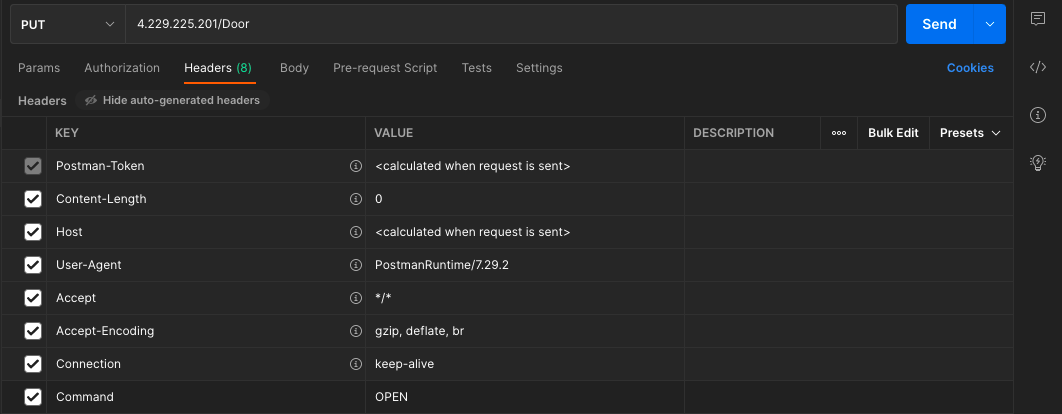 PUT 4.229.225.201/Door Send
Params Authorization Headers (8) Body Pre-request Script Tests Settings Cookies
Headers Hide auto-generated headers
KEY VALUE DESCRIPTION Bulk Edit Presets
Postman-Token <calculated when request is sent>
Content-Length 0
Host <calculated when request is sent>
User-Agent PostmanRuntime/7.29.2
Accept */*
Accept-Encoding gzip, deflate, br
Connection keep-alive
Command OPEN